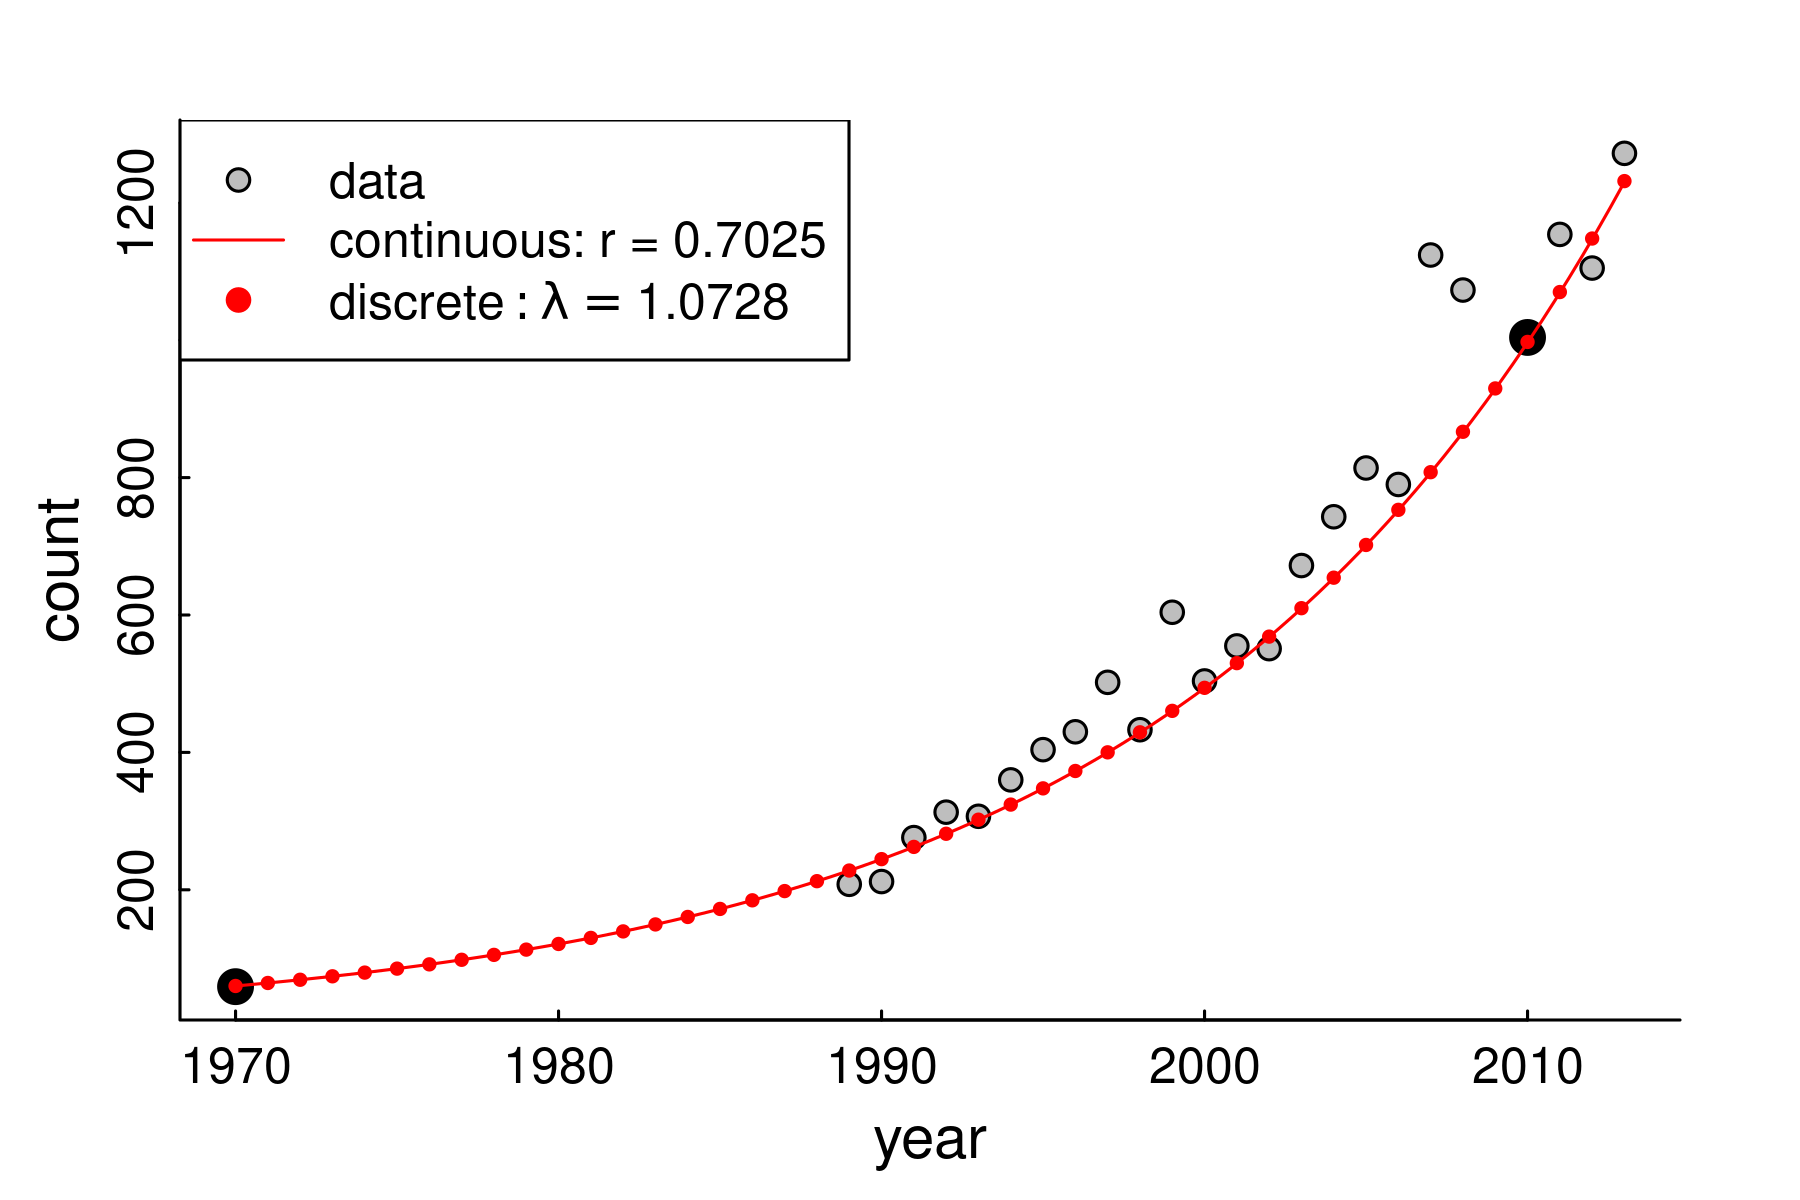 data
continuous: r = 0.7025
discrete : λ = 1.0728
1200
800
600
400
200
count
1970 1980 1990 2000 2010
year